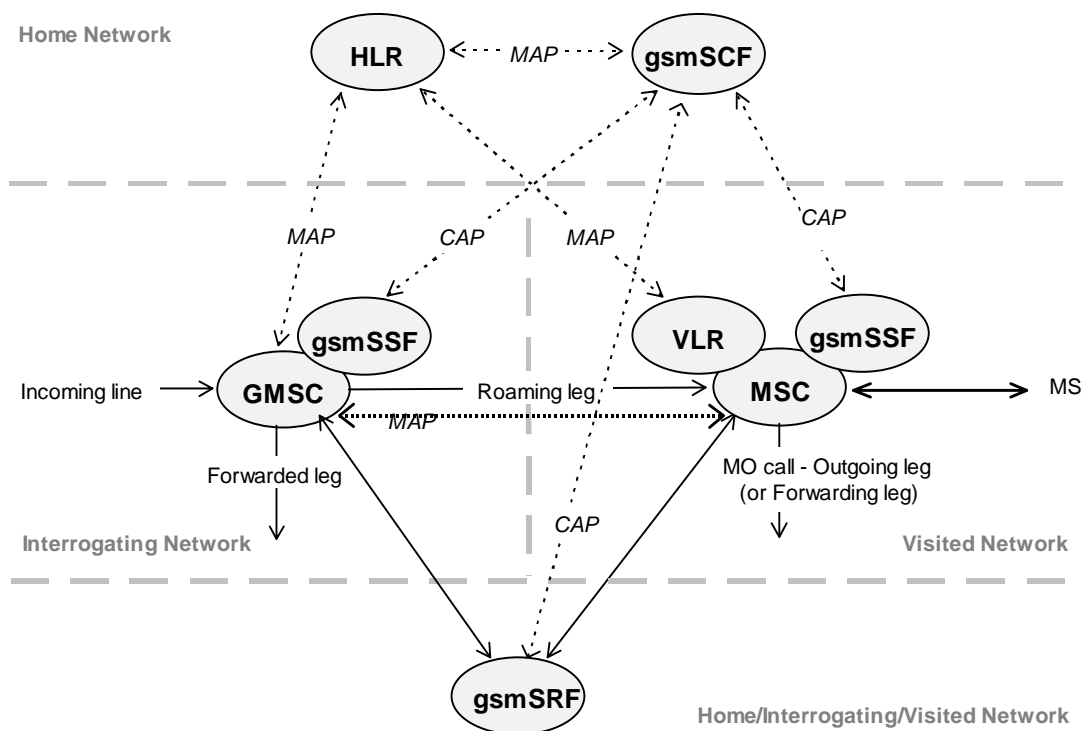 Home Network
HLR
MAP
gsmSCF
MAP
CAP
MAP
CAP
gsmSSF
VLR
gsmSSF
Incoming line
GMSC
Roaming leg
MSC
MS
MAP
Forwarded leg
MO call - Outgoing leg
(or Forwarding leg)
CAP
Interrogating Network
Visited Network
gsmSRF
Home/Interrogating/Visited Network